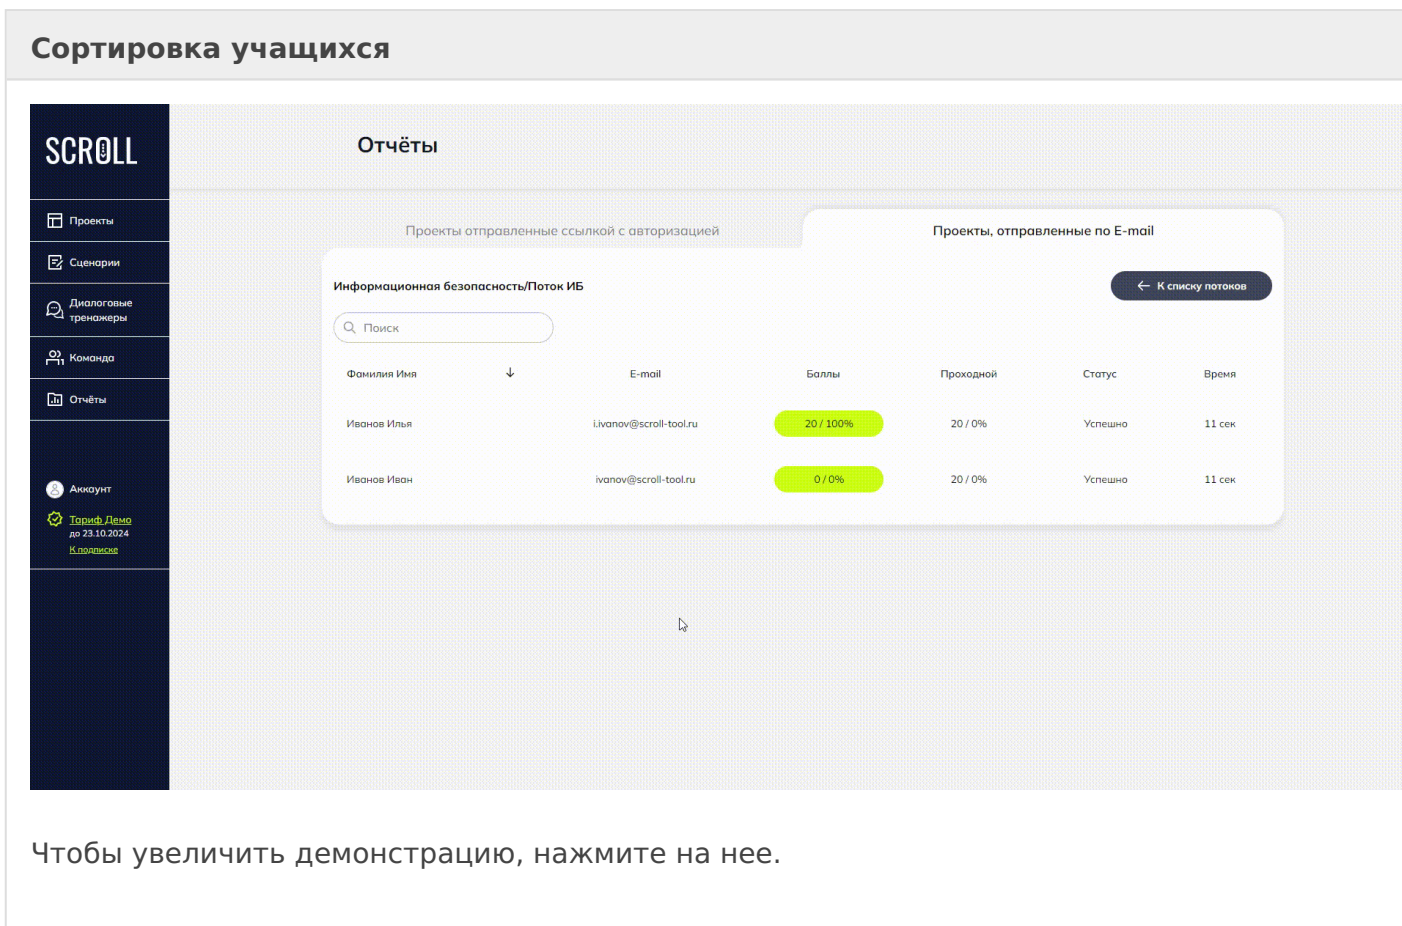 Сортировка учащихся
SCROLL
Отчёты
Проекты
Сценарии
Диалоговые
тренажеры
Команда
Отчёты
Аккаунт
Тариф Демо
до 23.10.2024
К подписке
Проекты отправленные ссылкой с авторизацией
Проекты, отправленные по E-mail
Информационная безопасность/Поток ИБ
← К списку потоков
Поиск
Фамилия Имя ↓ E-mail Баллы Проходной Статус Время
Иванов Илья i.ivanov@scroll-tool.ru 20 / 100% 20 / 0% Успешно 11 сек
Иванов Иван ivanov@scroll-tool.ru 0 / 0% 20 / 0% Успешно 11 сек
Чтобы увеличить демонстрацию, нажмите на нее.